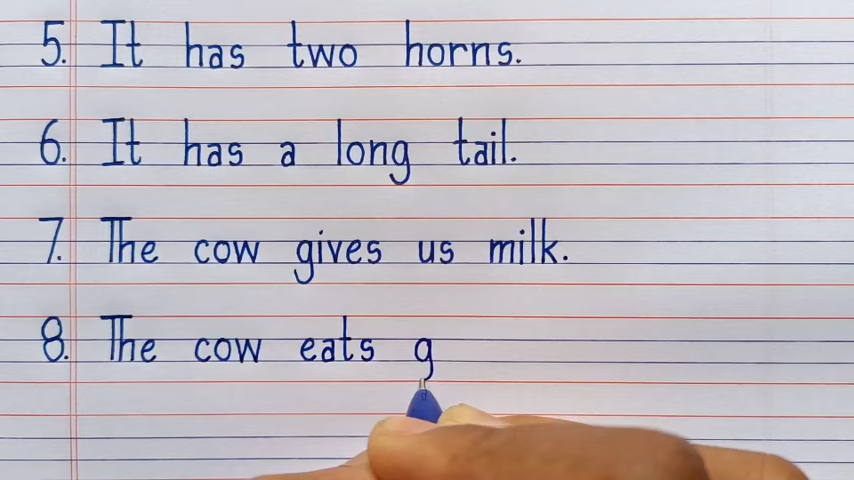 5. It has two horns.
6. It has a long tail.
7. The cow gives us milk.
8. The cow eats g